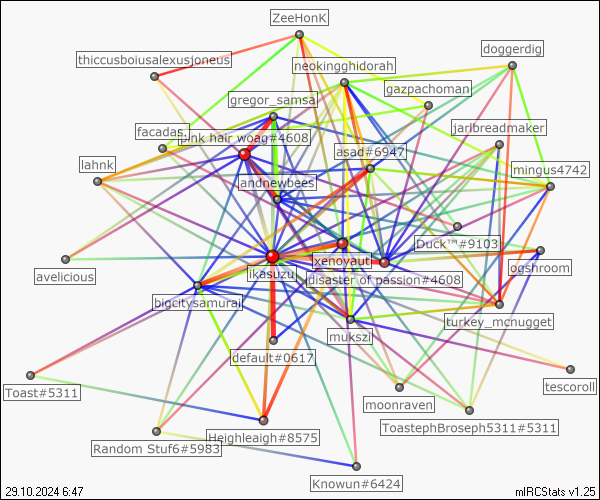 ZeeHonK
doggerdig
thiccusboiusalexusjoneus
neokingghidorah
gazpachoman
gregor_samsa
jarlbreadmaker
facadas_
pink hair woag#4608
asad#6947
lahnk
mingus4742
andnewbees
Duck™#9103
avelicious
ikasuzu
xenovaut
ogshroom
disaster of passion#4608
bigcitysamurai
turkey_mcnugget
mukszi
default#0617
tescoroll
Toast#5311
moonraven
ToastephBroseph5311#5311
Heighleaigh#8575
Random Stuf6#5983
Knowun#6424
29.10.2024 6:47
mIRCStats v1.25